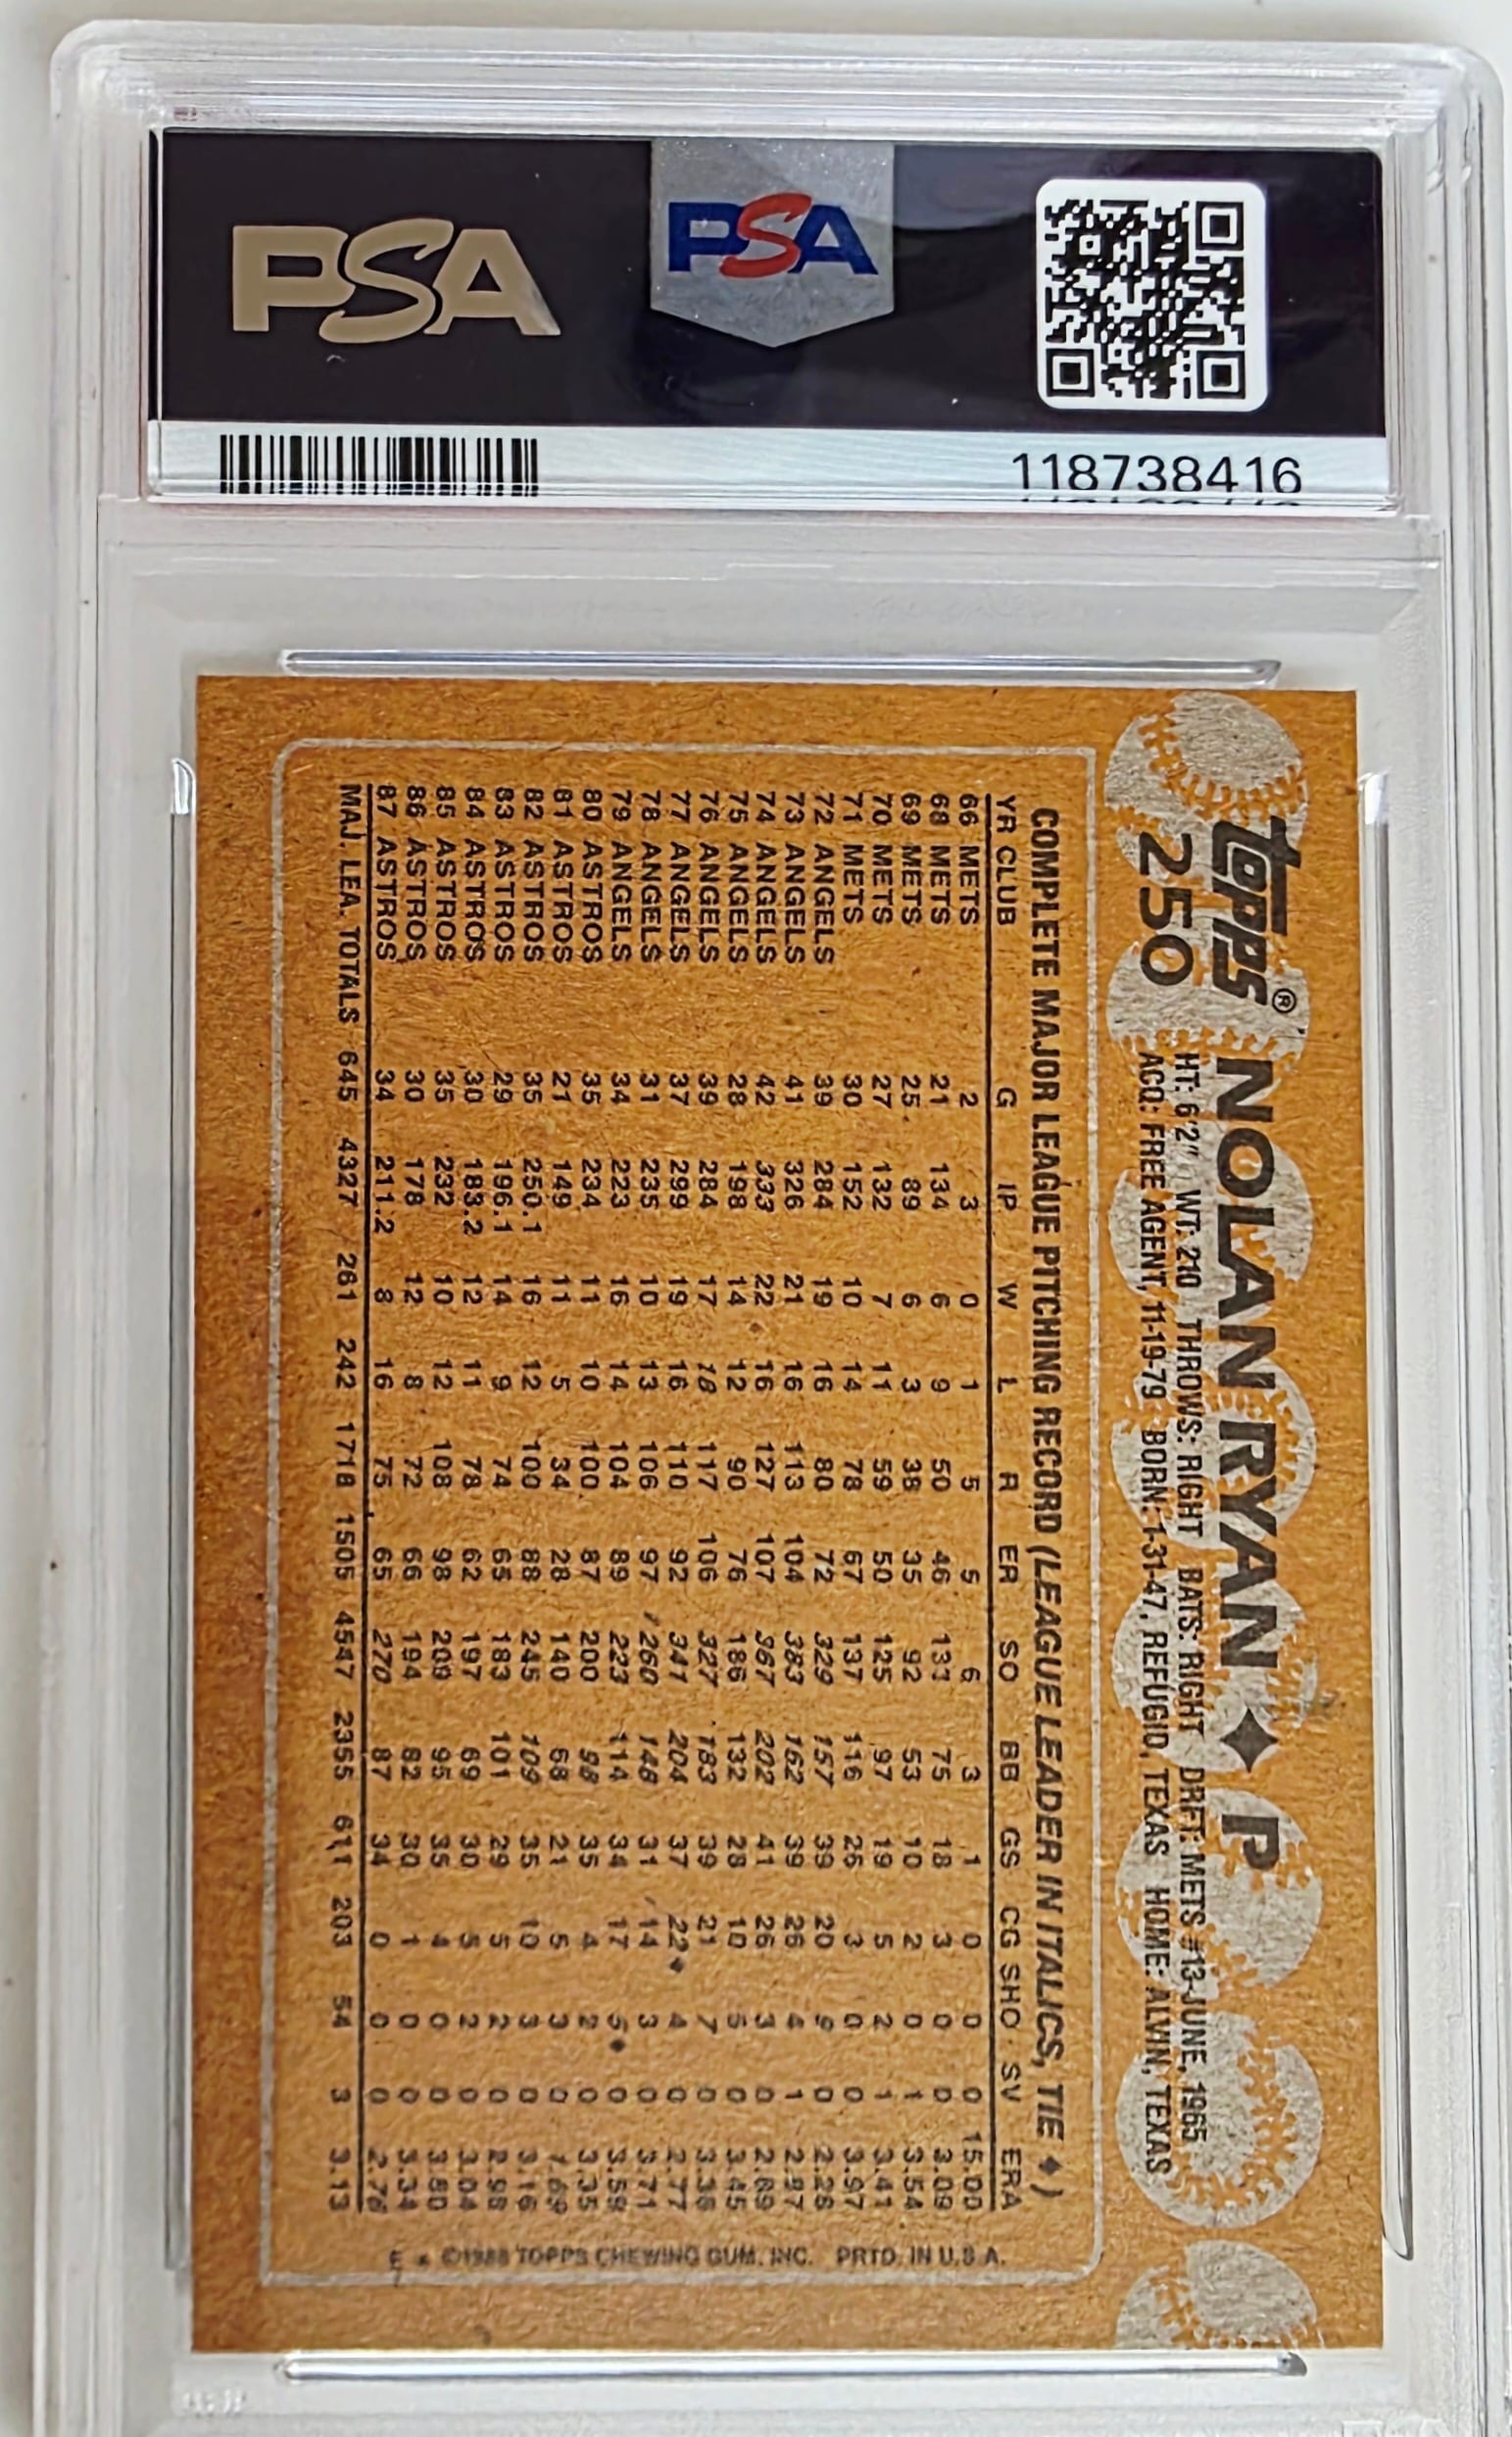 PSA
PSA
118738416
topps®
250
NOLAN RYAN ♦ P
HT: 6'2" WT: 210 THROWS: RIGHT BATS: RIGHT DRFT: METS #13-JUNE, 1965
ACQ: FREE AGENT, 11-19-79 BORN: 1-31-47, REFUGIO, TEXAS HOME: ALVIN, TEXAS
COMPLETE MAJOR LEAGUE PITCHING RECORD (LEAGUE LEADER IN ITALICS, TIE ♦)
YR CLUB G IP W L R ER SO BB GS CG SHO SV ERA
66 METS 2 3 0 1 5 5 6 3 1 0 0 0 15.00
68 METS 21 134 6 9 50 46 133 75 18 3 0 0 3.09
69 METS 25 89 6 3 38 35 92 53 10 2 0 1 3.54
70 METS 27 132 7 11 59 50 125 97 19 5 2 1 3.41
71 METS 30 152 10 14 78 67 137 116 26 3 0 0 3.97
72 ANGELS 39 284 19 16 80 72 329 157 39 20 9 0 2.28
73 ANGELS 41 326 21 16 113 104 383 162 39 26 4 1 2.87
74 ANGELS 42 333 22 16 127 107 367 202 41 26 3 0 2.89
75 ANGELS 28 198 14 12 90 76 186 132 28 10 5 0 3.45
76 ANGELS 39 284 17 18 117 106 327 183 39 21 7 0 3.36
77 ANGELS 37 299 19 16 110 92 341 204 37 22♦ 4 0 2.77
78 ANGELS 31 235 10 13 106 97 260 148 31 14 3 0 3.71
79 ANGELS 34 223 16 14 104 89 223 114 34 17 5♦ 0 3.59
80 ASTROS 35 234 11 10 100 87 200 98 35 4 2 0 3.35
81 ASTROS 21 149 11 5 34 28 140 68 21 5 3 0 1.69
82 ASTROS 35 250.1 16 12 100 88 245 109 35 10 3 0 3.16
83 ASTROS 29 196.1 14 9 74 65 183 101 29 5 2 0 2.98
84 ASTROS 30 183.2 12 11 78 62 197 69 30 5 2 0 3.04
85 ASTROS 35 232 10 12 108 98 209 95 35 4 0 0 3.80
86 ASTROS 30 178 12 8 72 66 194 82 30 1 0 0 3.34
87 ASTROS 34 211.2 8 16 75 65 270 87 34 0 0 0 2.76
MAJ. LEA. TOTALS 645 4327 261 242 1718 1505 4547 2355 611 203 54 3 3.13
©1988 TOPPS CHEWING GUM, INC. PRTD. IN U.S.A.